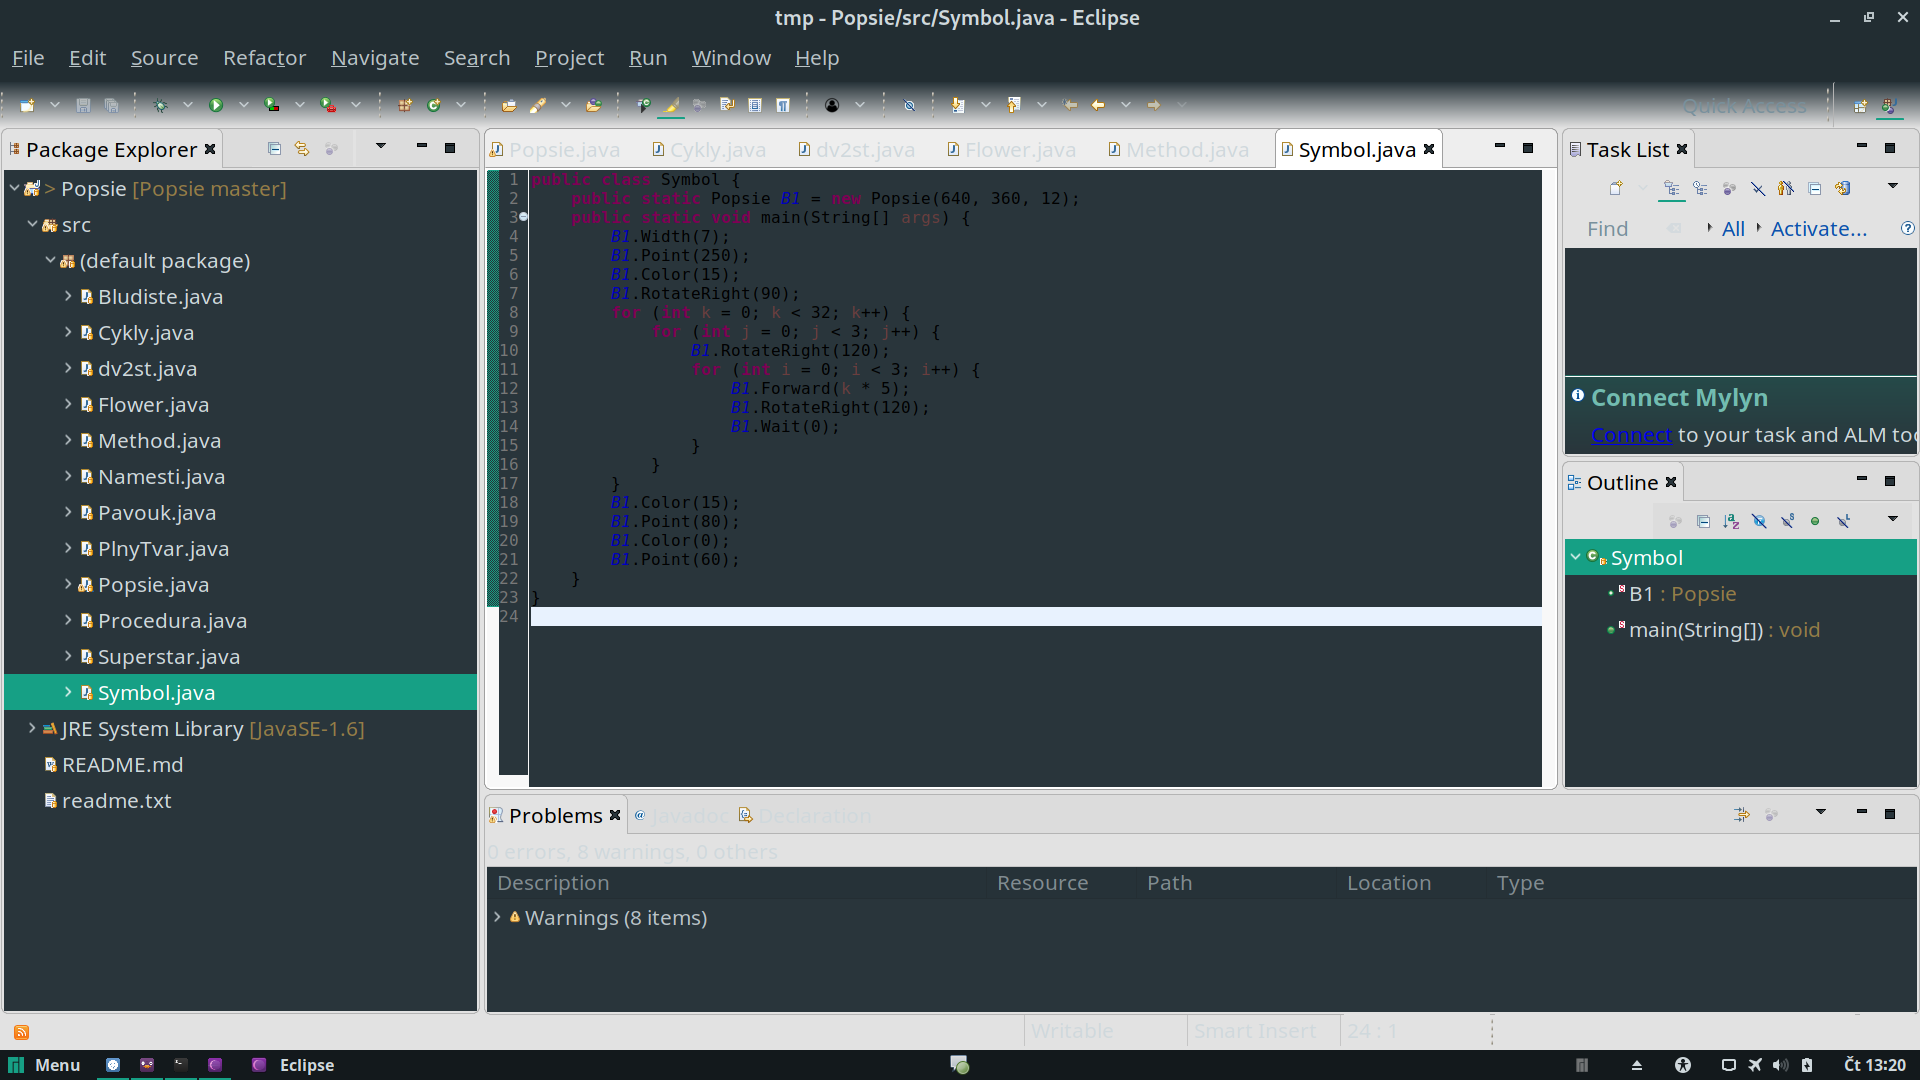 tmp - Popsie/src/Symbol.java - Eclipse
File Edit Source Refactor Navigate Search Project Run Window Help
Quick Access
Package Explorer
> Popsie [Popsie master]
src
(default package)
Bludiste.java
Cykly.java
dv2st.java
Flower.java
Method.java
Namesti.java
Pavouk.java
PlnyTvar.java
Popsie.java
Procedura.java
Superstar.java
Symbol.java
JRE System Library [JavaSE-1.6]
README.md
readme.txt
Popsie.java Cykly.java dv2st.java Flower.java Method.java Symbol.java
1 public class Symbol {
2 public static Popsie B1 = new Popsie(640, 360, 12);
3 public static void main(String[] args) {
4 B1.Width(7);
5 B1.Point(250);
6 B1.Color(15);
7 B1.RotateRight(90);
8 for (int k = 0; k < 32; k++) {
9 for (int j = 0; j < 3; j++) {
10 B1.RotateRight(120);
11 for (int i = 0; i < 3; i++) {
12 B1.Forward(k * 5);
13 B1.RotateRight(120);
14 B1.Wait(0);
15 }
16 }
17 }
18 B1.Color(15);
19 B1.Point(80);
20 B1.Color(0);
21 B1.Point(60);
22 }
23 }
24
Task List
Find All Activate...
Connect Mylyn
Connect to your task and ALM too
Outline
Symbol
B1 : Popsie
main(String[]) : void
Problems @ Javadoc Declaration
0 errors, 8 warnings, 0 others
Description Resource Path Location Type
Warnings (8 items)
Writable Smart Insert 24 : 1
Menu Eclipse Čt 13:20